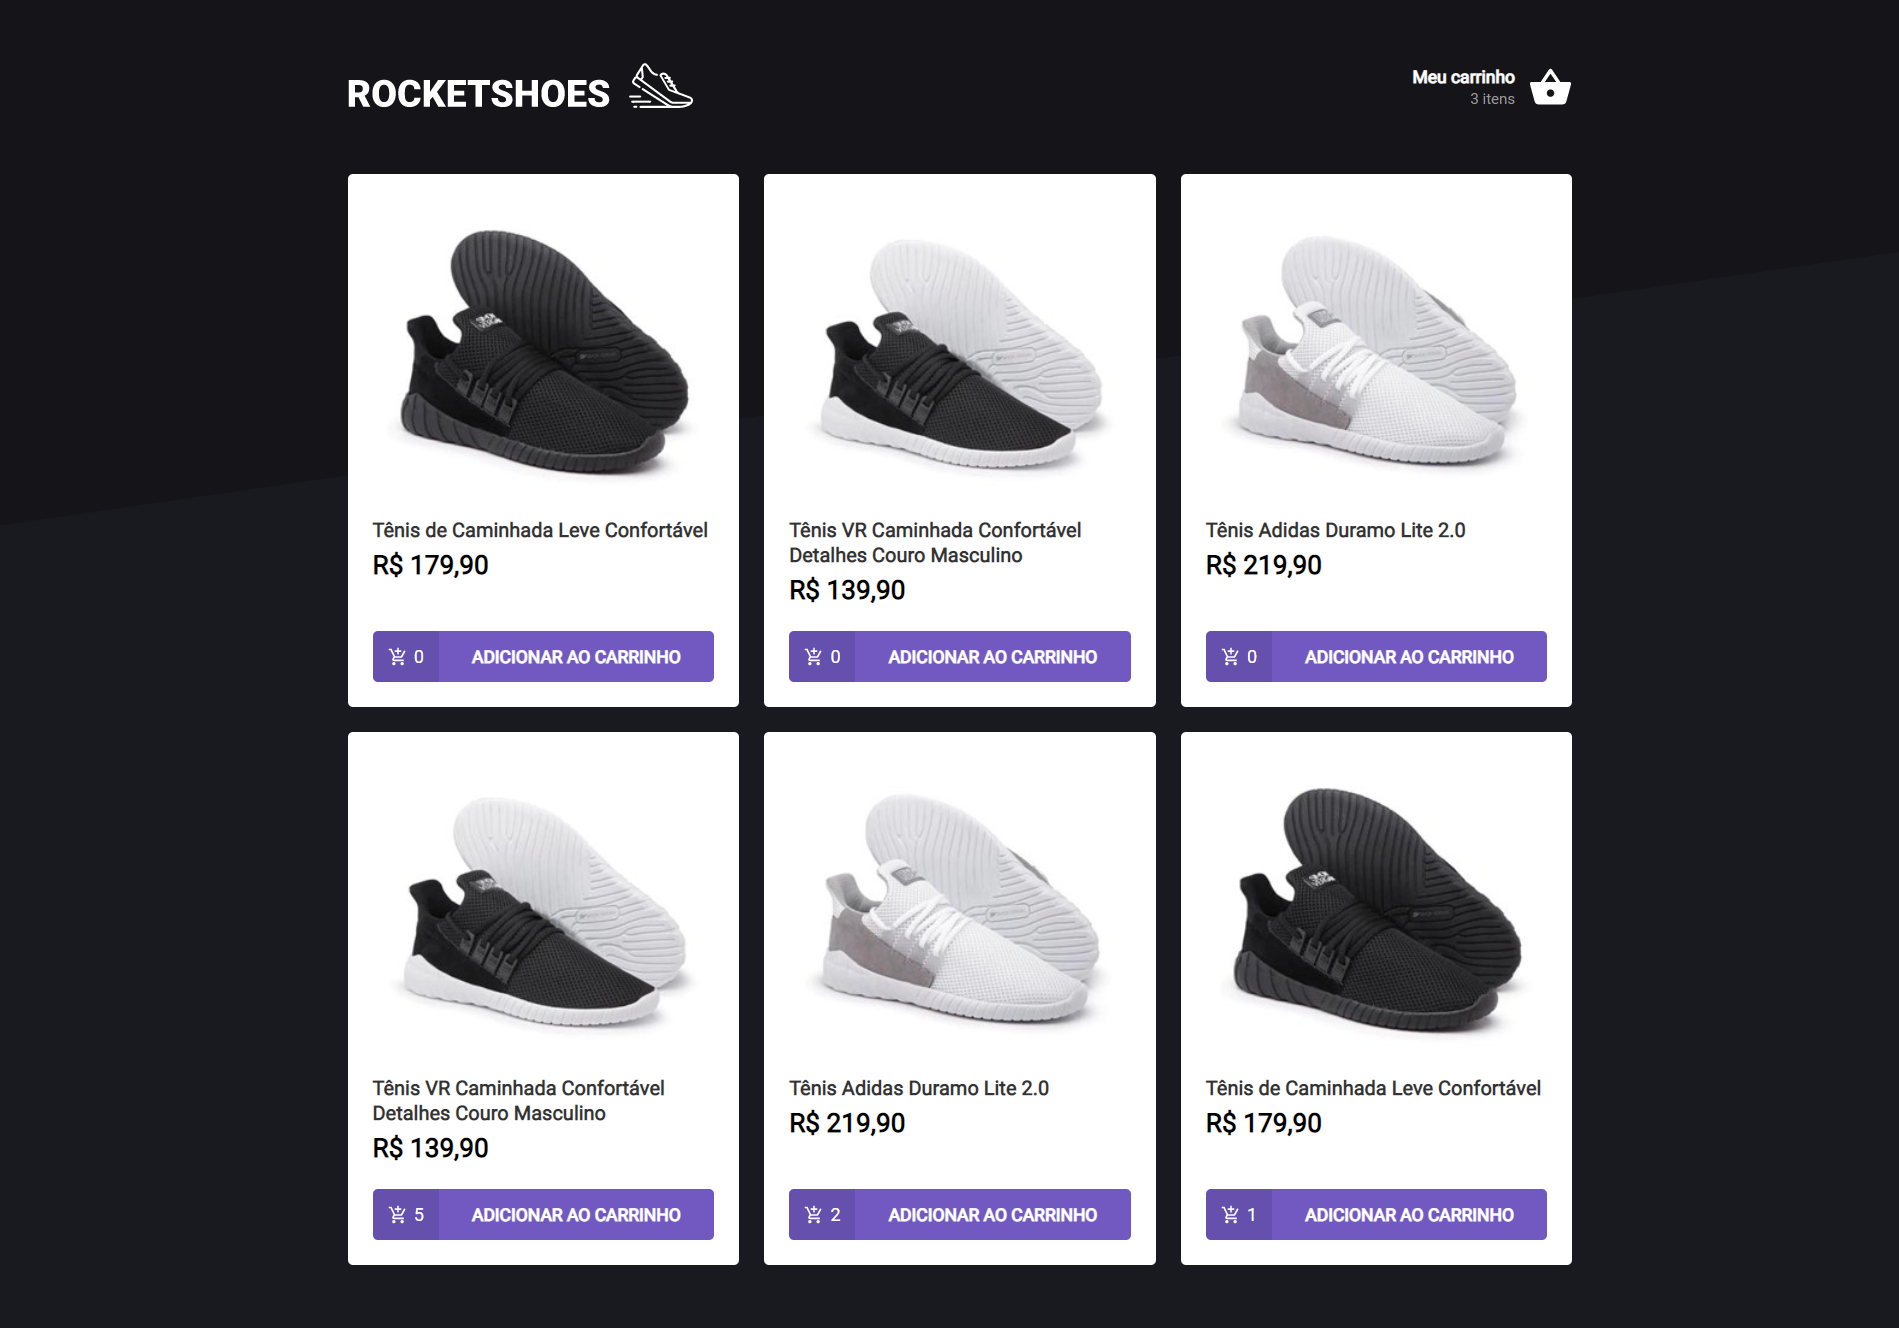 ROCKETSHOES
Meu carrinho
3 itens
Tênis de Caminhada Leve Confortável
R$ 179,90
0 ADICIONAR AO CARRINHO
Tênis VR Caminhada Confortável
Detalhes Couro Masculino
R$ 139,90
0 ADICIONAR AO CARRINHO
Tênis Adidas Duramo Lite 2.0
R$ 219,90
0 ADICIONAR AO CARRINHO
Tênis VR Caminhada Confortável
Detalhes Couro Masculino
R$ 139,90
5 ADICIONAR AO CARRINHO
Tênis Adidas Duramo Lite 2.0
R$ 219,90
2 ADICIONAR AO CARRINHO
Tênis de Caminhada Leve Confortável
R$ 179,90
1 ADICIONAR AO CARRINHO